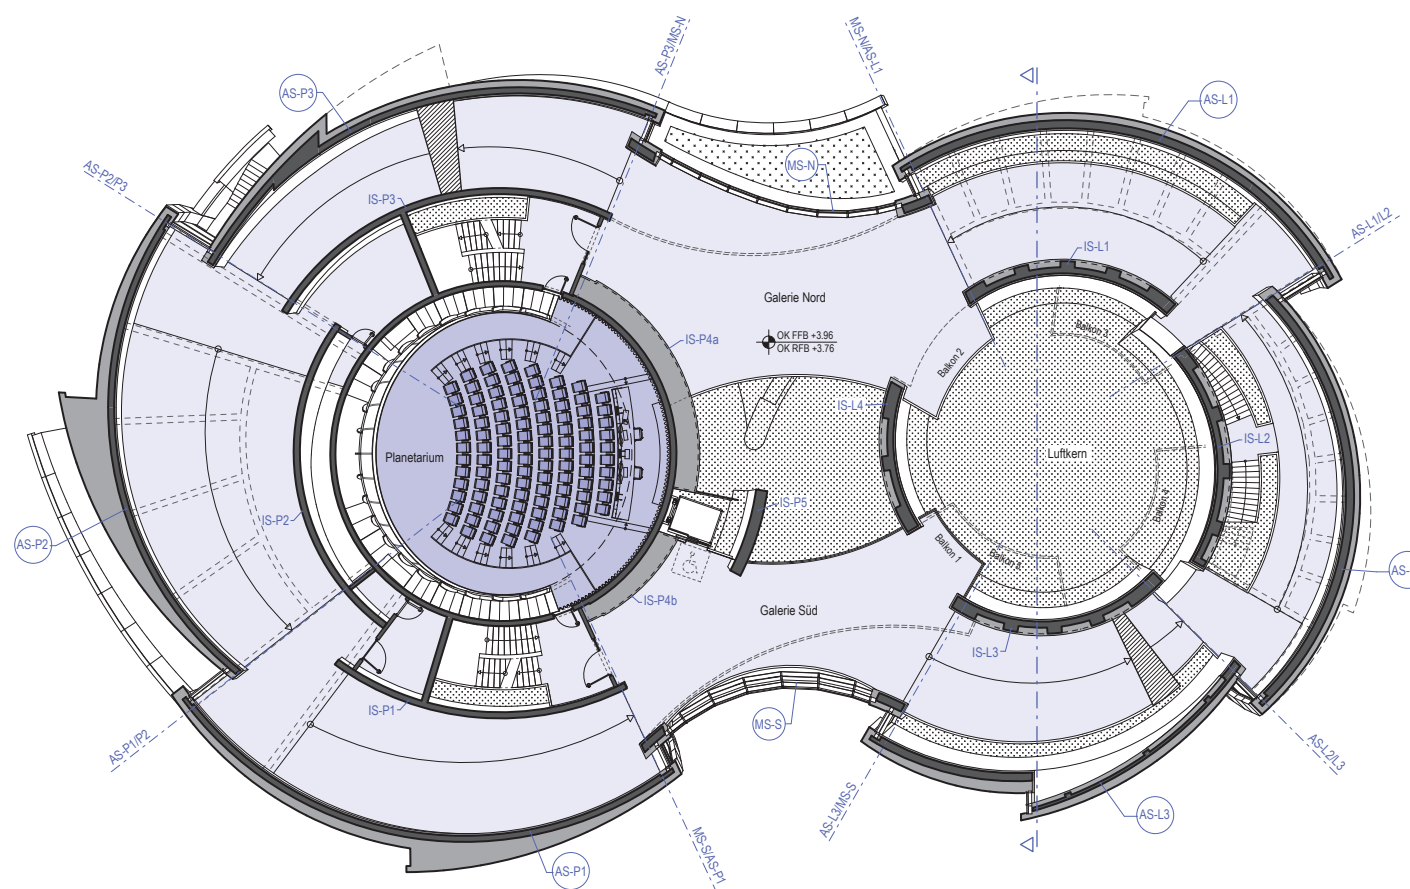 AS-P3/MS-N
MS-N/AS-L1
AS-P3
AS-L1
MS-N
AS-P2/P3
IS-P3
AS-L1/L2
IS-L1
Galerie Nord
OK FFB +3.96
OK RFB +3.76
IS-P4a
Balkon 3
Balkon 2
IS-L4
IS-L2
Planetarium
Luftkern
Balkon 4
IS-P5
IS-P2
AS-P2
Balkon 1
AS-
IS-P4b
Galerie Süd
IS-L3
IS-P1
MS-S
AS-P1/P2
AS-L2/L3
AS-L3/MS-S
AS-L3
MS-S/AS-P1
AS-P1